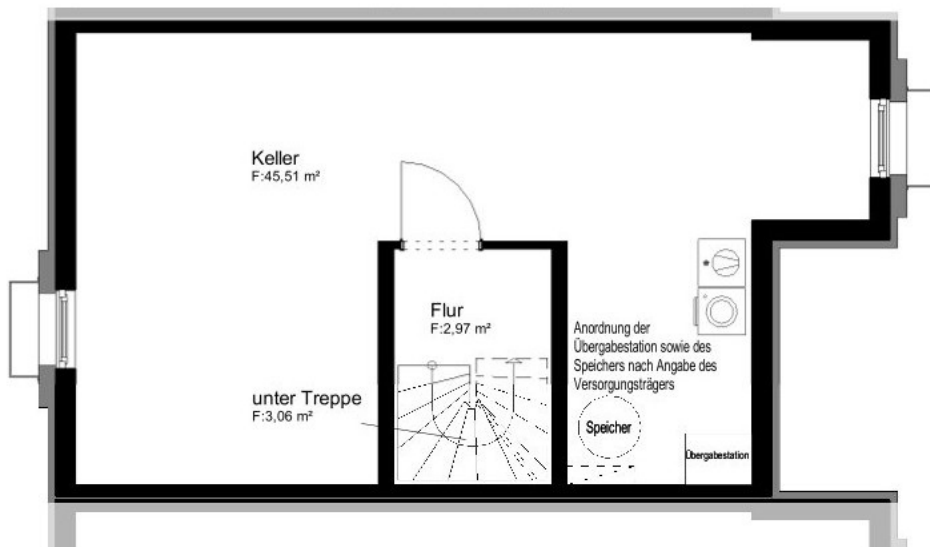 Keller
F:45,51 m²
Flur
F:2,97 m²
Anordnung der
Übergabestation sowie des
Speichers nach Angabe des
Versorgungsträgers
unter Treppe
F:3,06 m²
Speicher
Übergabestation